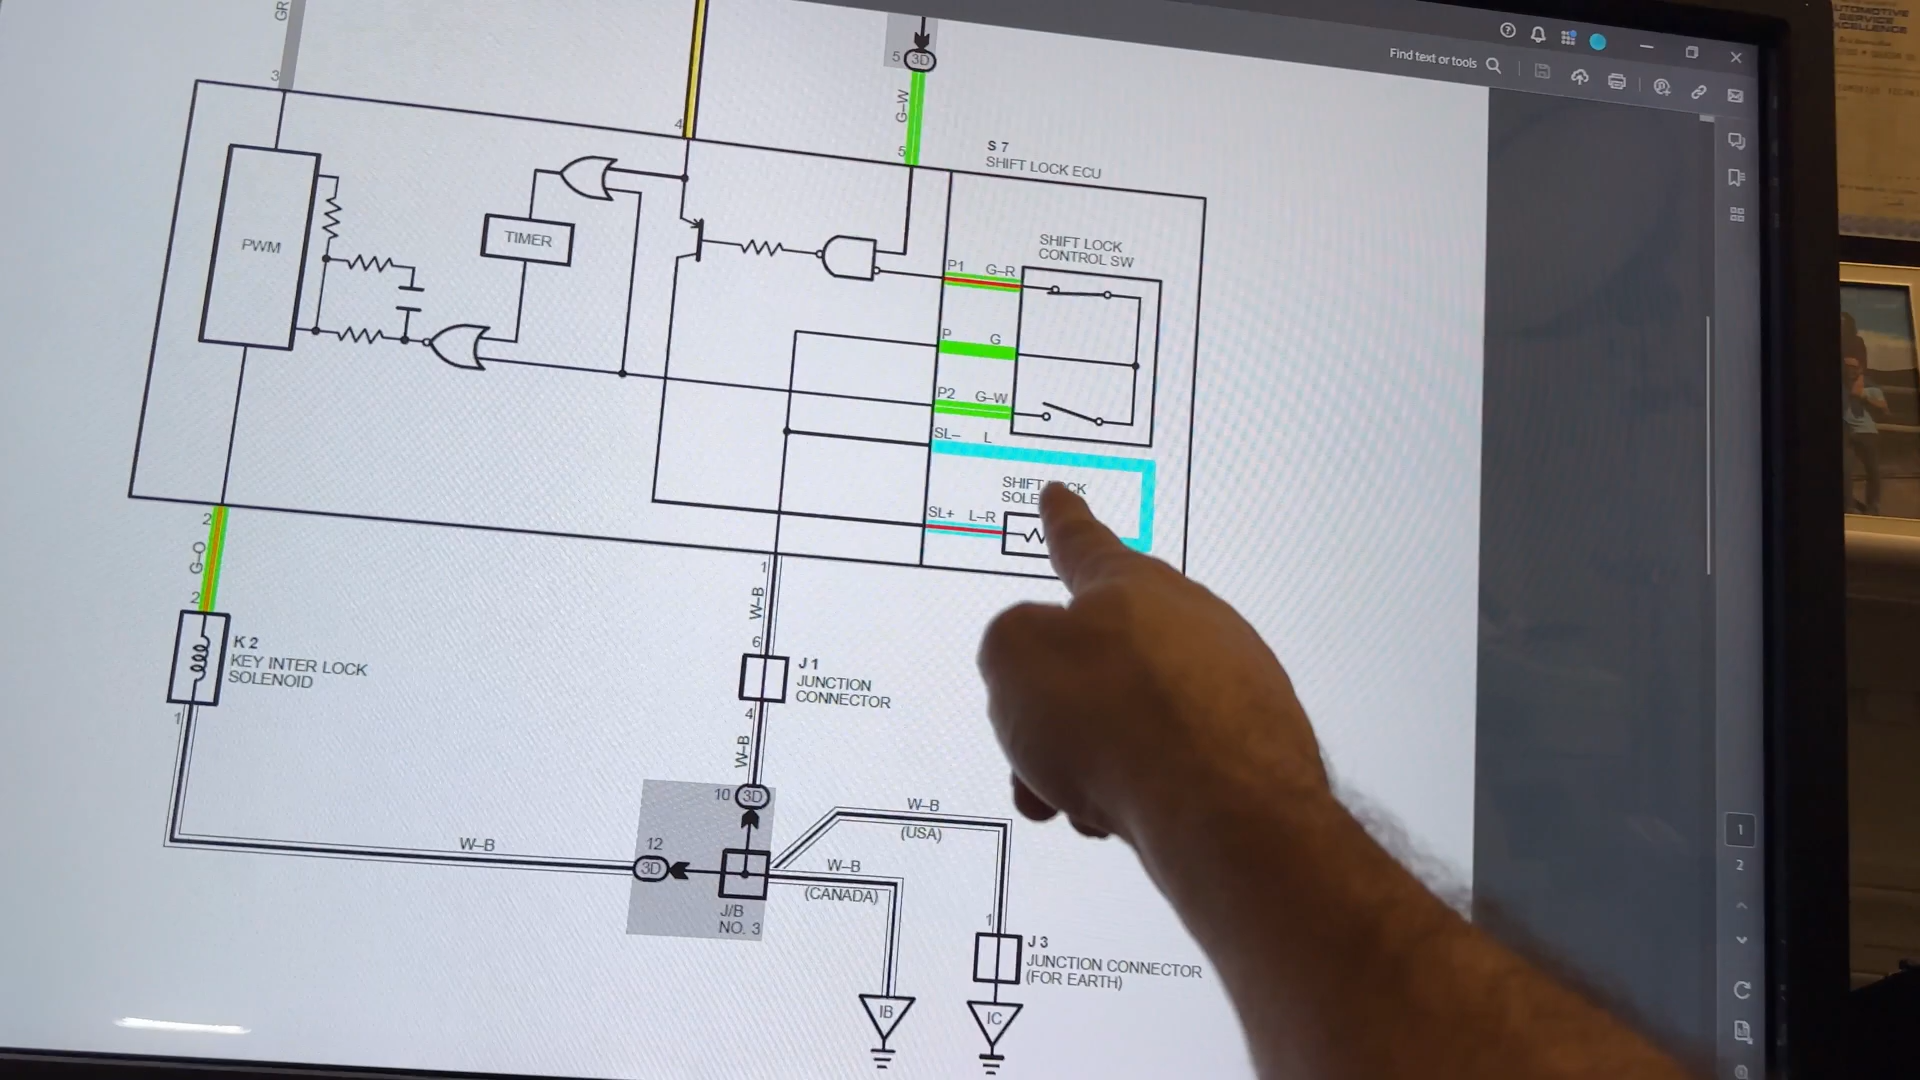 AUTOMOTIVE
SERVICE
EXCELLENCE
Find text or tools
GR
3
4
5 3D
G–W
5
S 7
SHIFT LOCK ECU
PWM
TIMER
SHIFT LOCK
CONTROL SW
P1 G–R
P G
P2 G–W
SL– L
SHIFT
SL+ L–R
2
G–O
2
K 2
KEY INTER LOCK
SOLENOID
1
1
W–B
6
J 1
JUNCTION
CONNECTOR
4
W–B
10 3D
12
3D
W–B
J/B
NO. 3
W–B
(USA)
W–B
(CANADA)
1
J 3
JUNCTION CONNECTOR
(FOR EARTH)
IB
IC
1
2